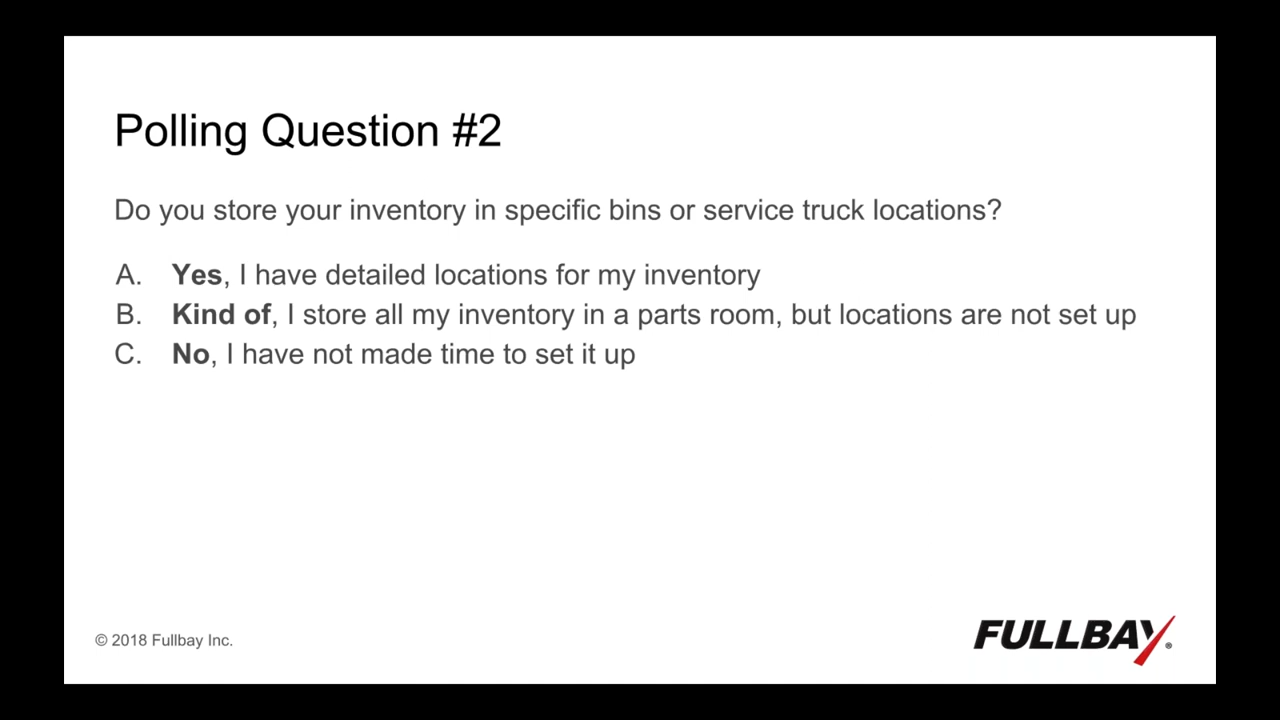 Polling Question #2
Do you store your inventory in specific bins or service truck locations?
A. Yes, I have detailed locations for my inventory
B. Kind of, I store all my inventory in a parts room, but locations are not set up
C. No, I have not made time to set it up
© 2018 Fullbay Inc.
FULLBAY®